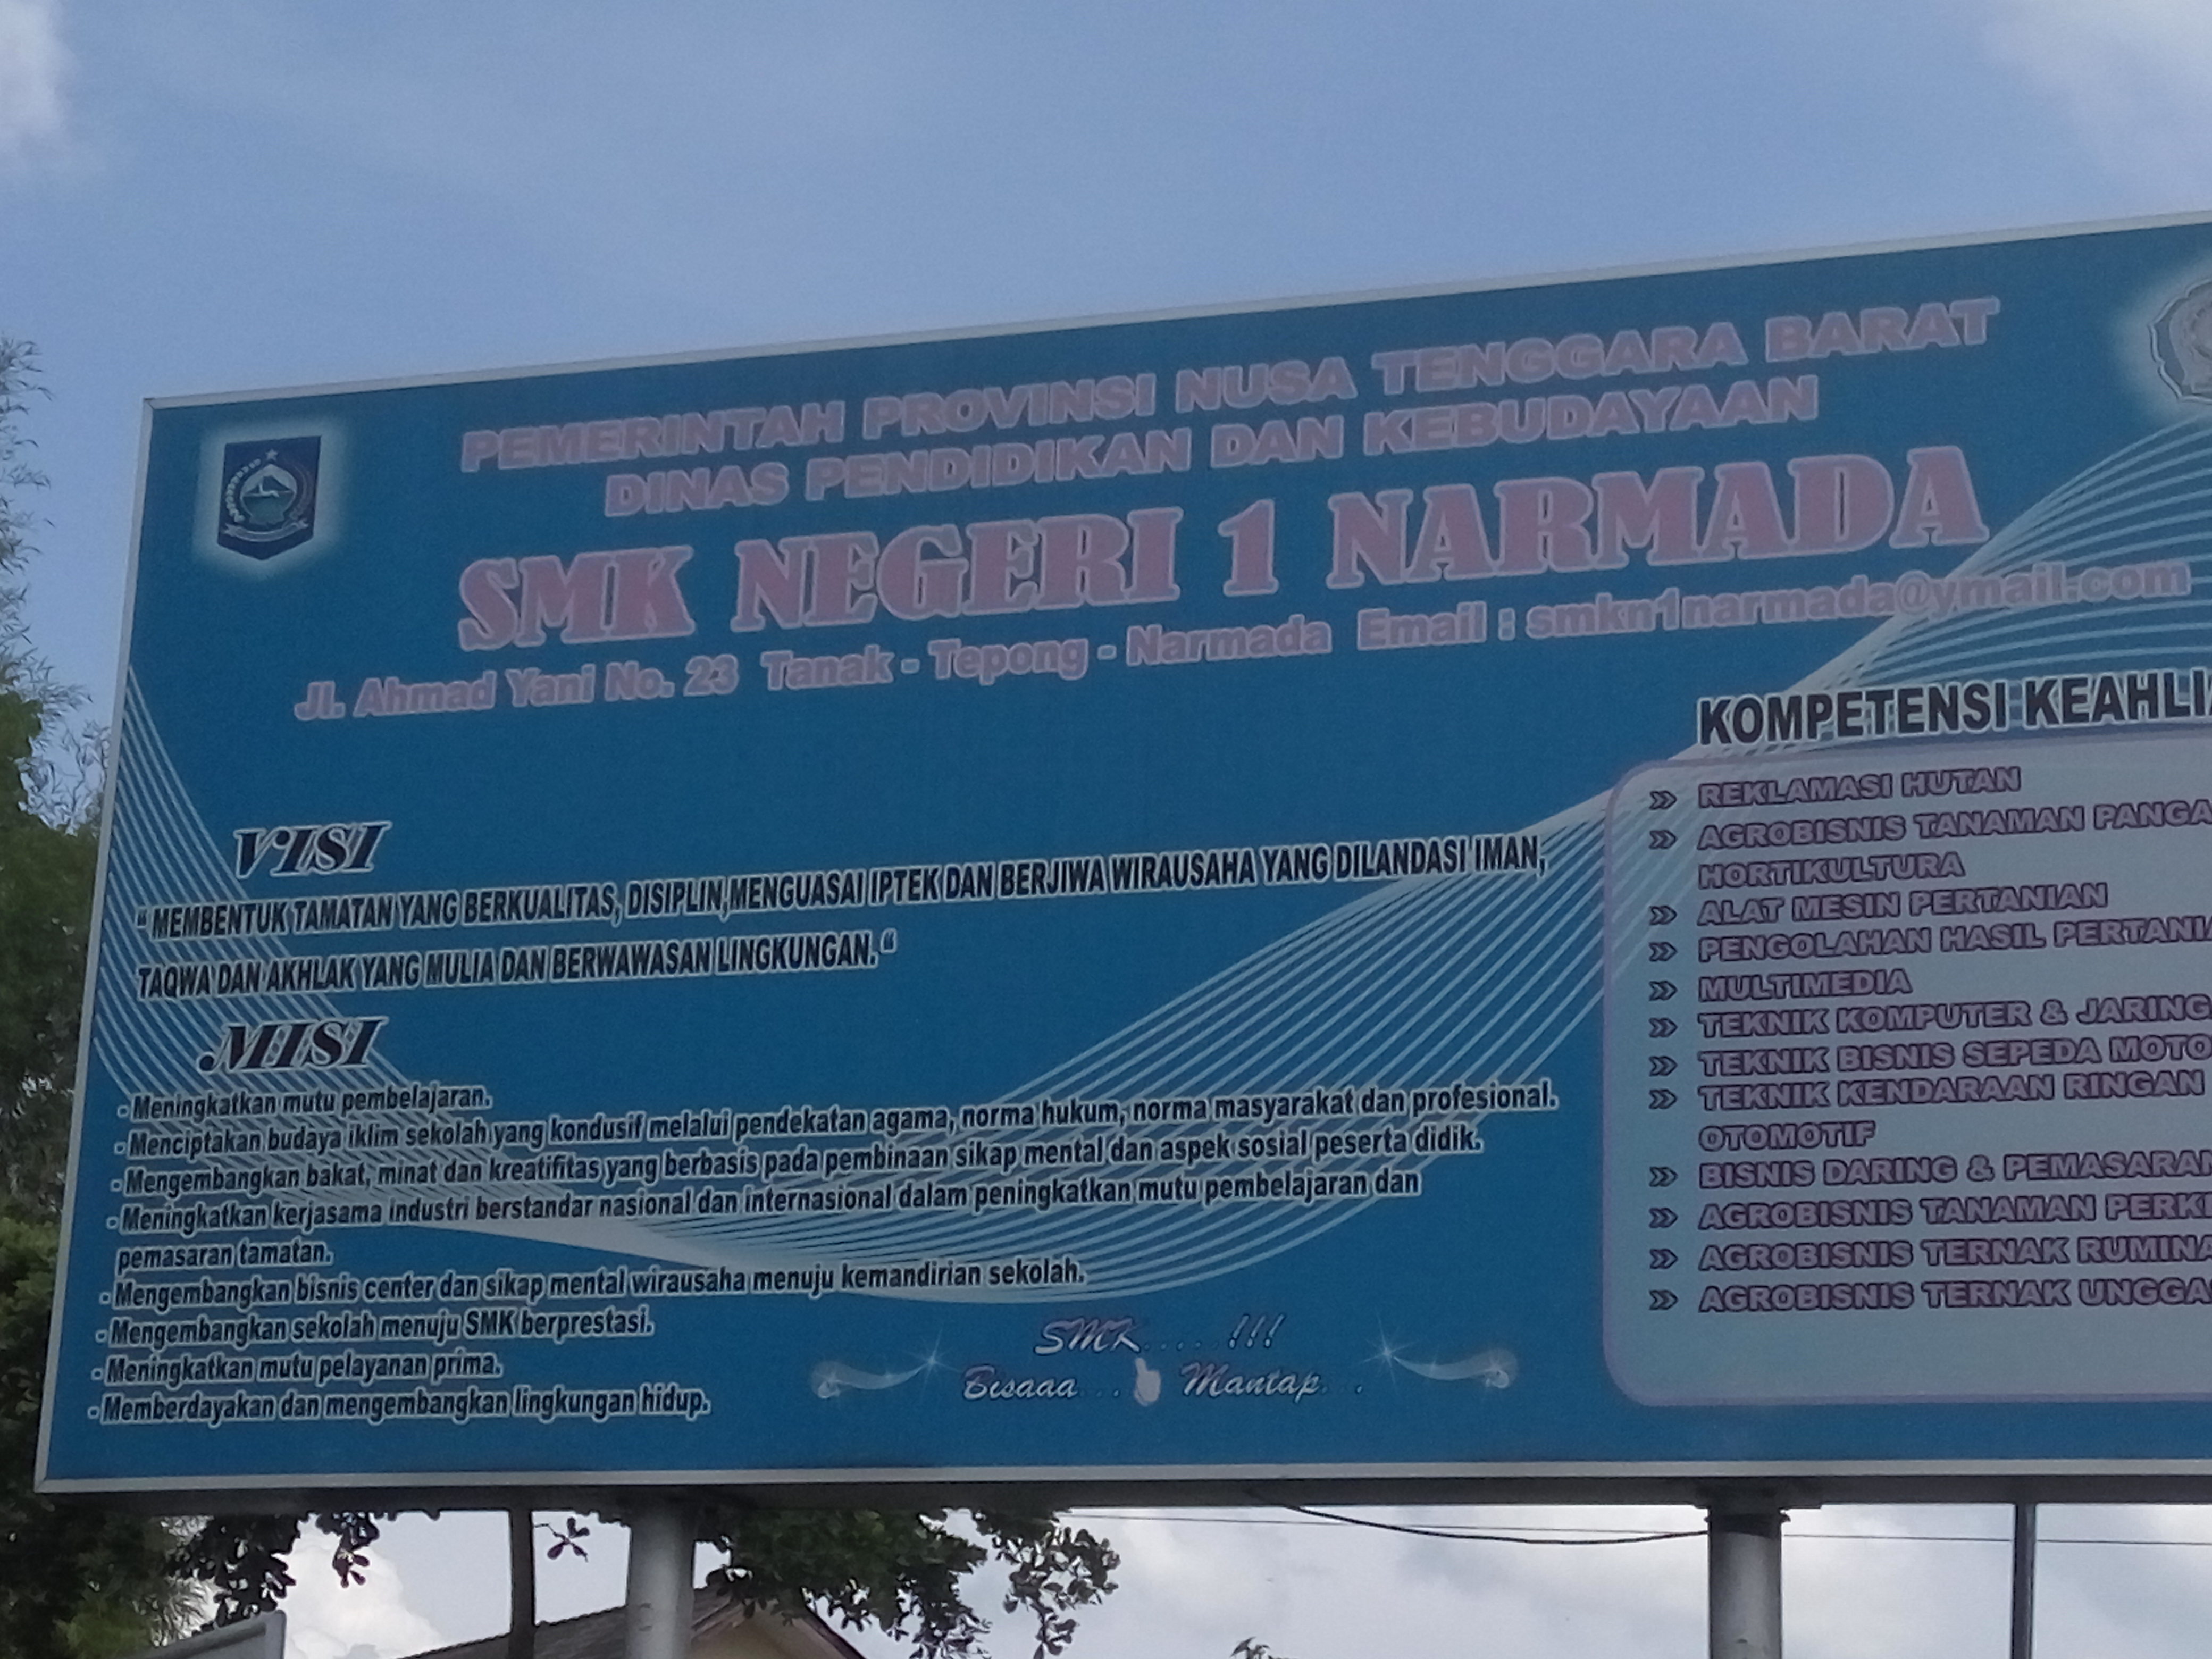 PEMERINTAH PROVINSI NUSA TENGGARA BARAT
DINAS PENDIDIKAN DAN KEBUDAYAAN
SMK NEGERI 1 NARMADA
Jl. Ahmad Yani No. 23 Tanak - Tepong - Narmada Email : smkn1narmada@ymail.com
VISI
" MEMBENTUK TAMATAN YANG BERKUALITAS, DISIPLIN,MENGUASAI IPTEK DAN BERJIWA WIRAUSAHA YANG DILANDASI IMAN,
TAQWA DAN AKHLAK YANG MULIA DAN BERWAWASAN LINGKUNGAN. "
MISI
- Meningkatkan mutu pembelajaran.
- Menciptakan budaya iklim sekolah yang kondusif melalui pendekatan agama, norma hukum, norma masyarakat dan profesional.
- Mengembangkan bakat, minat dan kreatifitas yang berbasis pada pembinaan sikap mental dan aspek sosial peserta didik.
- Meningkatkan kerjasama industri berstandar nasional dan internasional dalam peningkatkan mutu pembelajaran dan
pemasaran tamatan.
- Mengembangkan bisnis center dan sikap mental wirausaha menuju kemandirian sekolah.
- Mengembangkan sekolah menuju SMK berprestasi.
- Meningkatkan mutu pelayanan prima.
- Memberdayakan dan mengembangkan lingkungan hidup.
SMK.....!!!
Bisaaa... Mantap...
KOMPETENSI KEAHLI
» REKLAMASI HUTAN
» AGROBISNIS TANAMAN PANGA
HORTIKULTURA
» ALAT MESIN PERTANIAN
» PENGOLAHAN HASIL PERTANI
» MULTIMEDIA
» TEKNIK KOMPUTER & JARING
» TEKNIK BISNIS SEPEDA MOTO
» TEKNIK KENDARAAN RINGAN
OTOMOTIF
» BISNIS DARING & PEMASARAN
» AGROBISNIS TANAMAN PERK
» AGROBISNIS TERNAK RUMINA
» AGROBISNIS TERNAK UNGGA